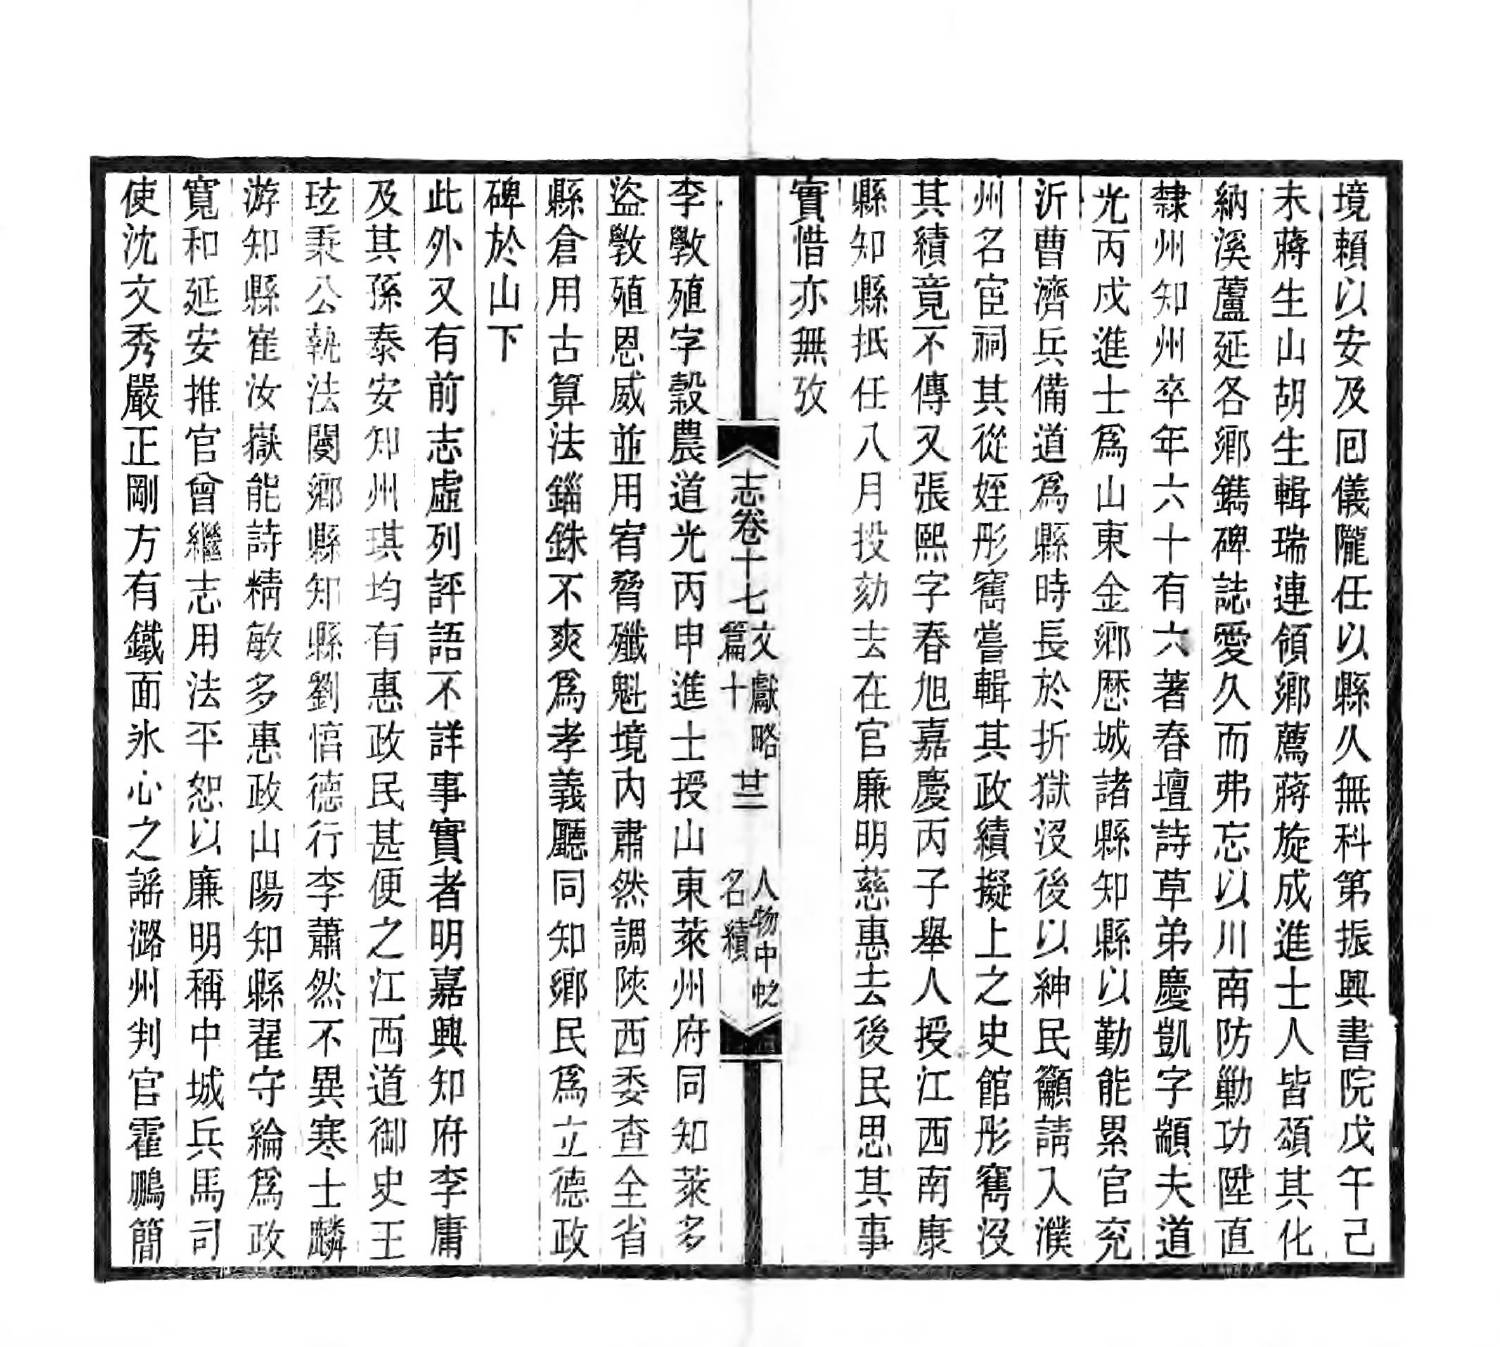 境賴以安及回儀隴任以縣久無科第振興書院戊午己
未蔣生山胡生輯瑞連領鄉薦蔣旋成進士人皆頌其化
納溪蘆延各鄉鐫碑誌愛久而弗忘以川南防勦功陞直
隸州知州卒年六十有六著春壇詩草弟慶凱字顓夫道
光丙戌進士爲山東金鄉歷城諸縣知縣以勤能累官兖
沂曹濟兵備道爲縣時長於折獄沒後以紳民籲請入濮
州名宦祠其從姪彤寯嘗輯其政績擬上之史館彤寯沒
其績竟不傳又張熙字春旭嘉慶丙子舉人授江西南康
縣知縣抵任八月投劾去在官廉明慈惠去後民思其事
實惜亦無攷
志卷十七 文獻略篇十 廿二 人物中 名績
李斆殖字穀農道光丙申進士授山東萊州府同知萊多
盜斆殖恩威並用宥脅殲魁境內肅然調陝西委查全省
縣倉用古算法錙銖不爽爲孝義廳同知鄉民爲立德政
碑於山下
此外又有前志虛列評語不詳事實者明嘉興知府李庸
及其孫泰安知州琪均有惠政民甚便之江西道御史王
玹秉公執法閿鄉縣知縣劉愭德行李蕭然不異寒士麟
游知縣崔汝嶽能詩精敏多惠政山陽知縣翟守綸爲政
寬和延安推官曾繼志用法平恕以廉明稱中城兵馬司
使沈文秀嚴正剛方有鐵面氷心之謡潞州判官霍鵬簡